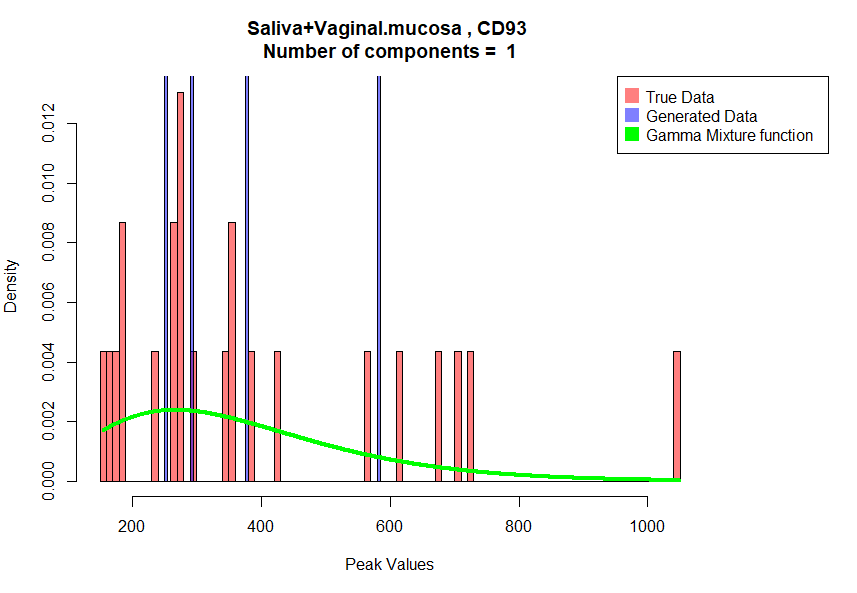 Saliva+Vaginal.mucosa , CD93
Number of components =  1
True Data
Generated Data
Gamma Mixture function
Density
0.012
0.010
0.008
0.006
0.004
0.002
0.000
200 400 600 800 1000
Peak Values